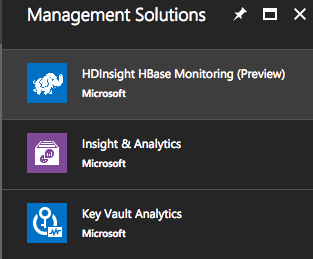 Management Solutions
HDInsight HBase Monitoring (Preview)
Microsoft
Insight & Analytics
Microsoft
Key Vault Analytics
Microsoft